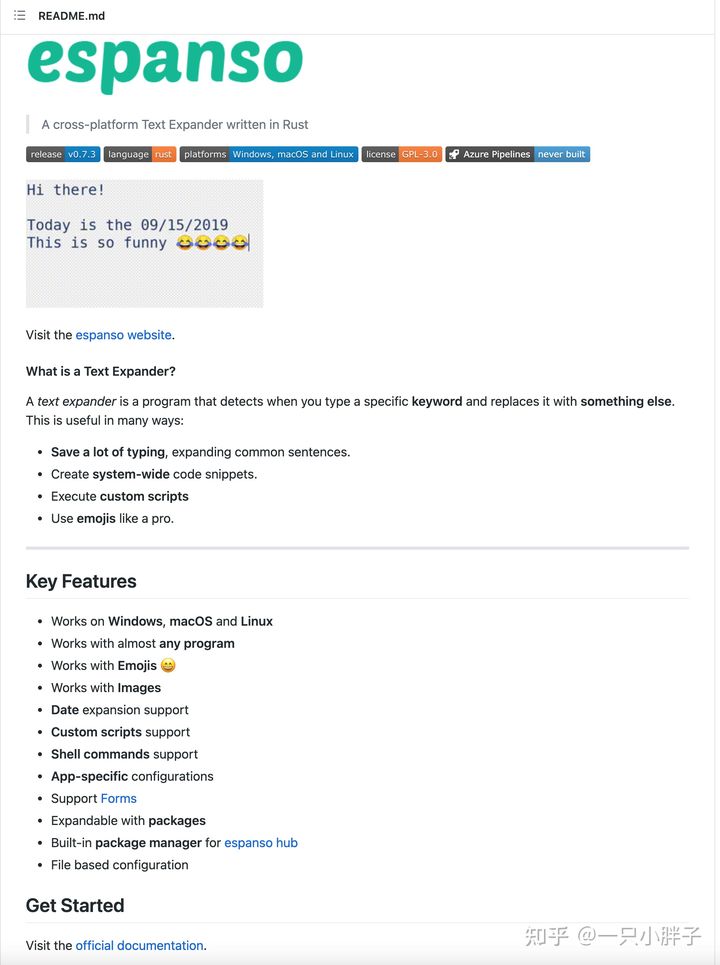 README.md
espanso
A cross-platform Text Expander written in Rust
release v0.7.3 language rust platforms Windows, macOS and Linux license GPL-3.0 Azure Pipelines never built
Hi there!
Today is the 09/15/2019
This is so funny 😂😂😂😂
Visit the espanso website.
What is a Text Expander?
A text expander is a program that detects when you type a specific keyword and replaces it with something else.
This is useful in many ways:
• Save a lot of typing, expanding common sentences.
• Create system-wide code snippets.
• Execute custom scripts
• Use emojis like a pro.
Key Features
• Works on Windows, macOS and Linux
• Works with almost any program
• Works with Emojis 😄
• Works with Images
• Date expansion support
• Custom scripts support
• Shell commands support
• App-specific configurations
• Support Forms
• Expandable with packages
• Built-in package manager for espanso hub
• File based configuration
Get Started
Visit the official documentation.
知乎 @一只小胖子